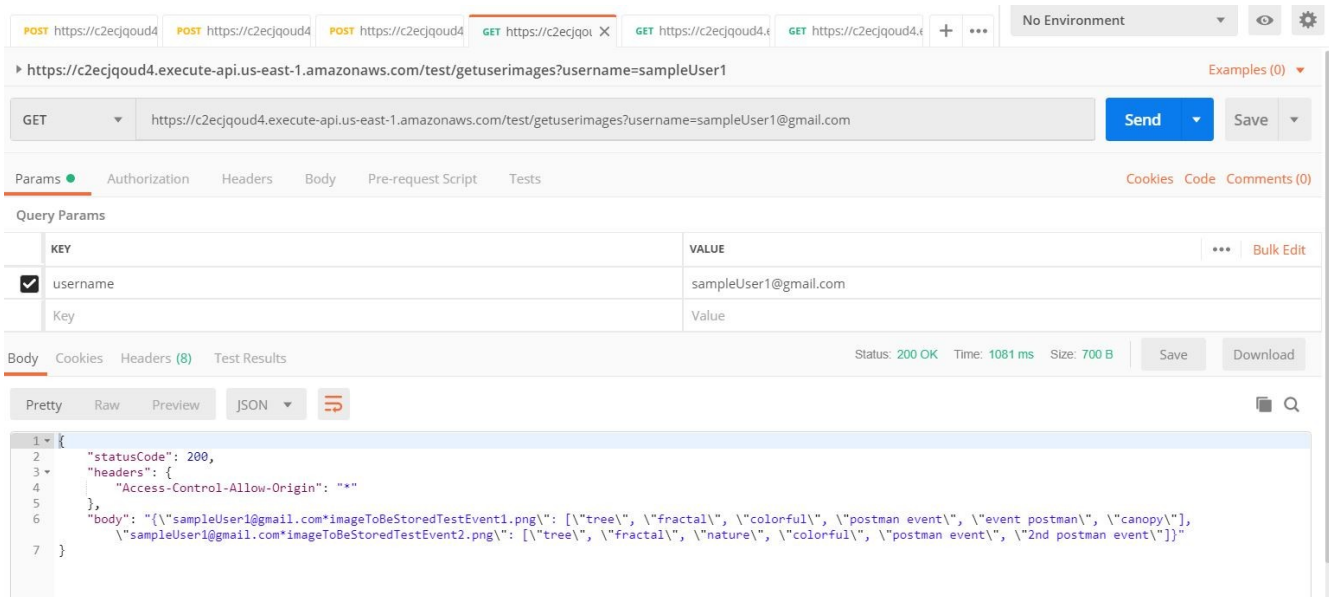 POST https://c2ecjqoud4 POST https://c2ecjqoud4 POST https://c2ecjqoud4 GET https://c2ecjqou GET https://c2ecjqoud4.e GET https://c2ecjqoud4.e No Environment
https://c2ecjqoud4.execute-api.us-east-1.amazonaws.com/test/getuserimages?username=sampleUser1 Examples (0)
GET https://c2ecjqoud4.execute-api.us-east-1.amazonaws.com/test/getuserimages?username=sampleUser1@gmail.com Send Save
Params Authorization Headers Body Pre-request Script Tests Cookies Code Comments (0)
Query Params
KEY VALUE Bulk Edit
username sampleUser1@gmail.com
Key Value
Body Cookies Headers (8) Test Results Status: 200 OK Time: 1081 ms Size: 700 B Save Download
Pretty Raw Preview JSON
1 {
2 "statusCode": 200,
3 "headers": {
4 "Access-Control-Allow-Origin": "*"
5 },
6 "body": "{\"sampleUser1@gmail.com*imageToBeStoredTestEvent1.png\": [\"tree\", \"fractal\", \"colorful\", \"postman event\", \"event postman\", \"canopy\"],
\"sampleUser1@gmail.com*imageToBeStoredTestEvent2.png\": [\"tree\", \"fractal\", \"nature\", \"colorful\", \"postman event\", \"2nd postman event\"]}"
7 }